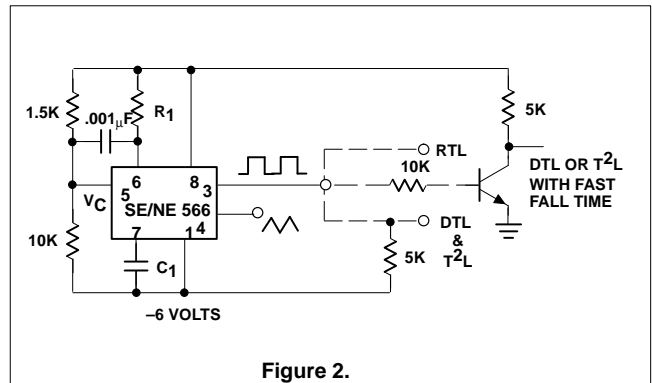 1.5K
.001μF
R1
5K
RTL
10K
6
8
3
5
VC
SE/NE 566
4
7
1
DTL OR T2L
WITH FAST
FALL TIME
10K
C1
DTL
&
T2L
5K
–6 VOLTS
Figure 2.